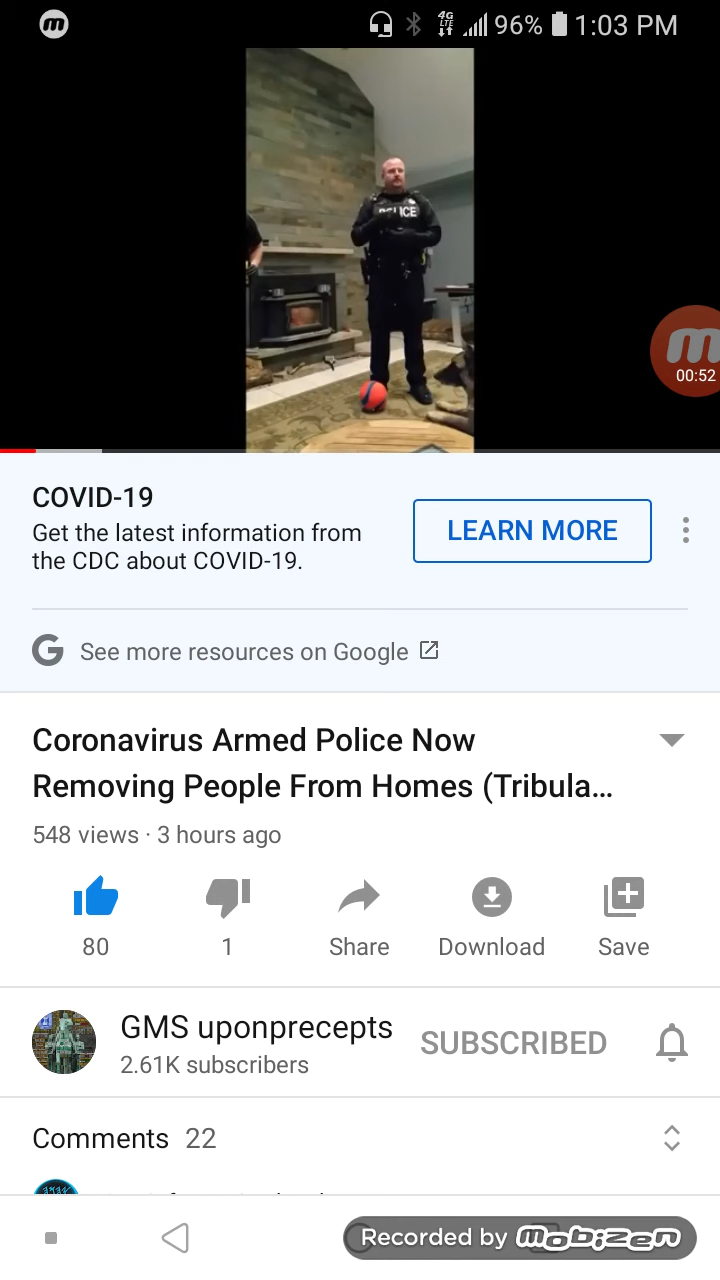 96% 1:03 PM
4G
LTE
POLICE
00:52
COVID-19
Get the latest information from
the CDC about COVID-19.
LEARN MORE
See more resources on Google
Coronavirus Armed Police Now
Removing People From Homes (Tribula...
548 views · 3 hours ago
80
1
Share
Download
Save
GMS uponprecepts
2.61K subscribers
SUBSCRIBED
Comments 22
Recorded by mobizen